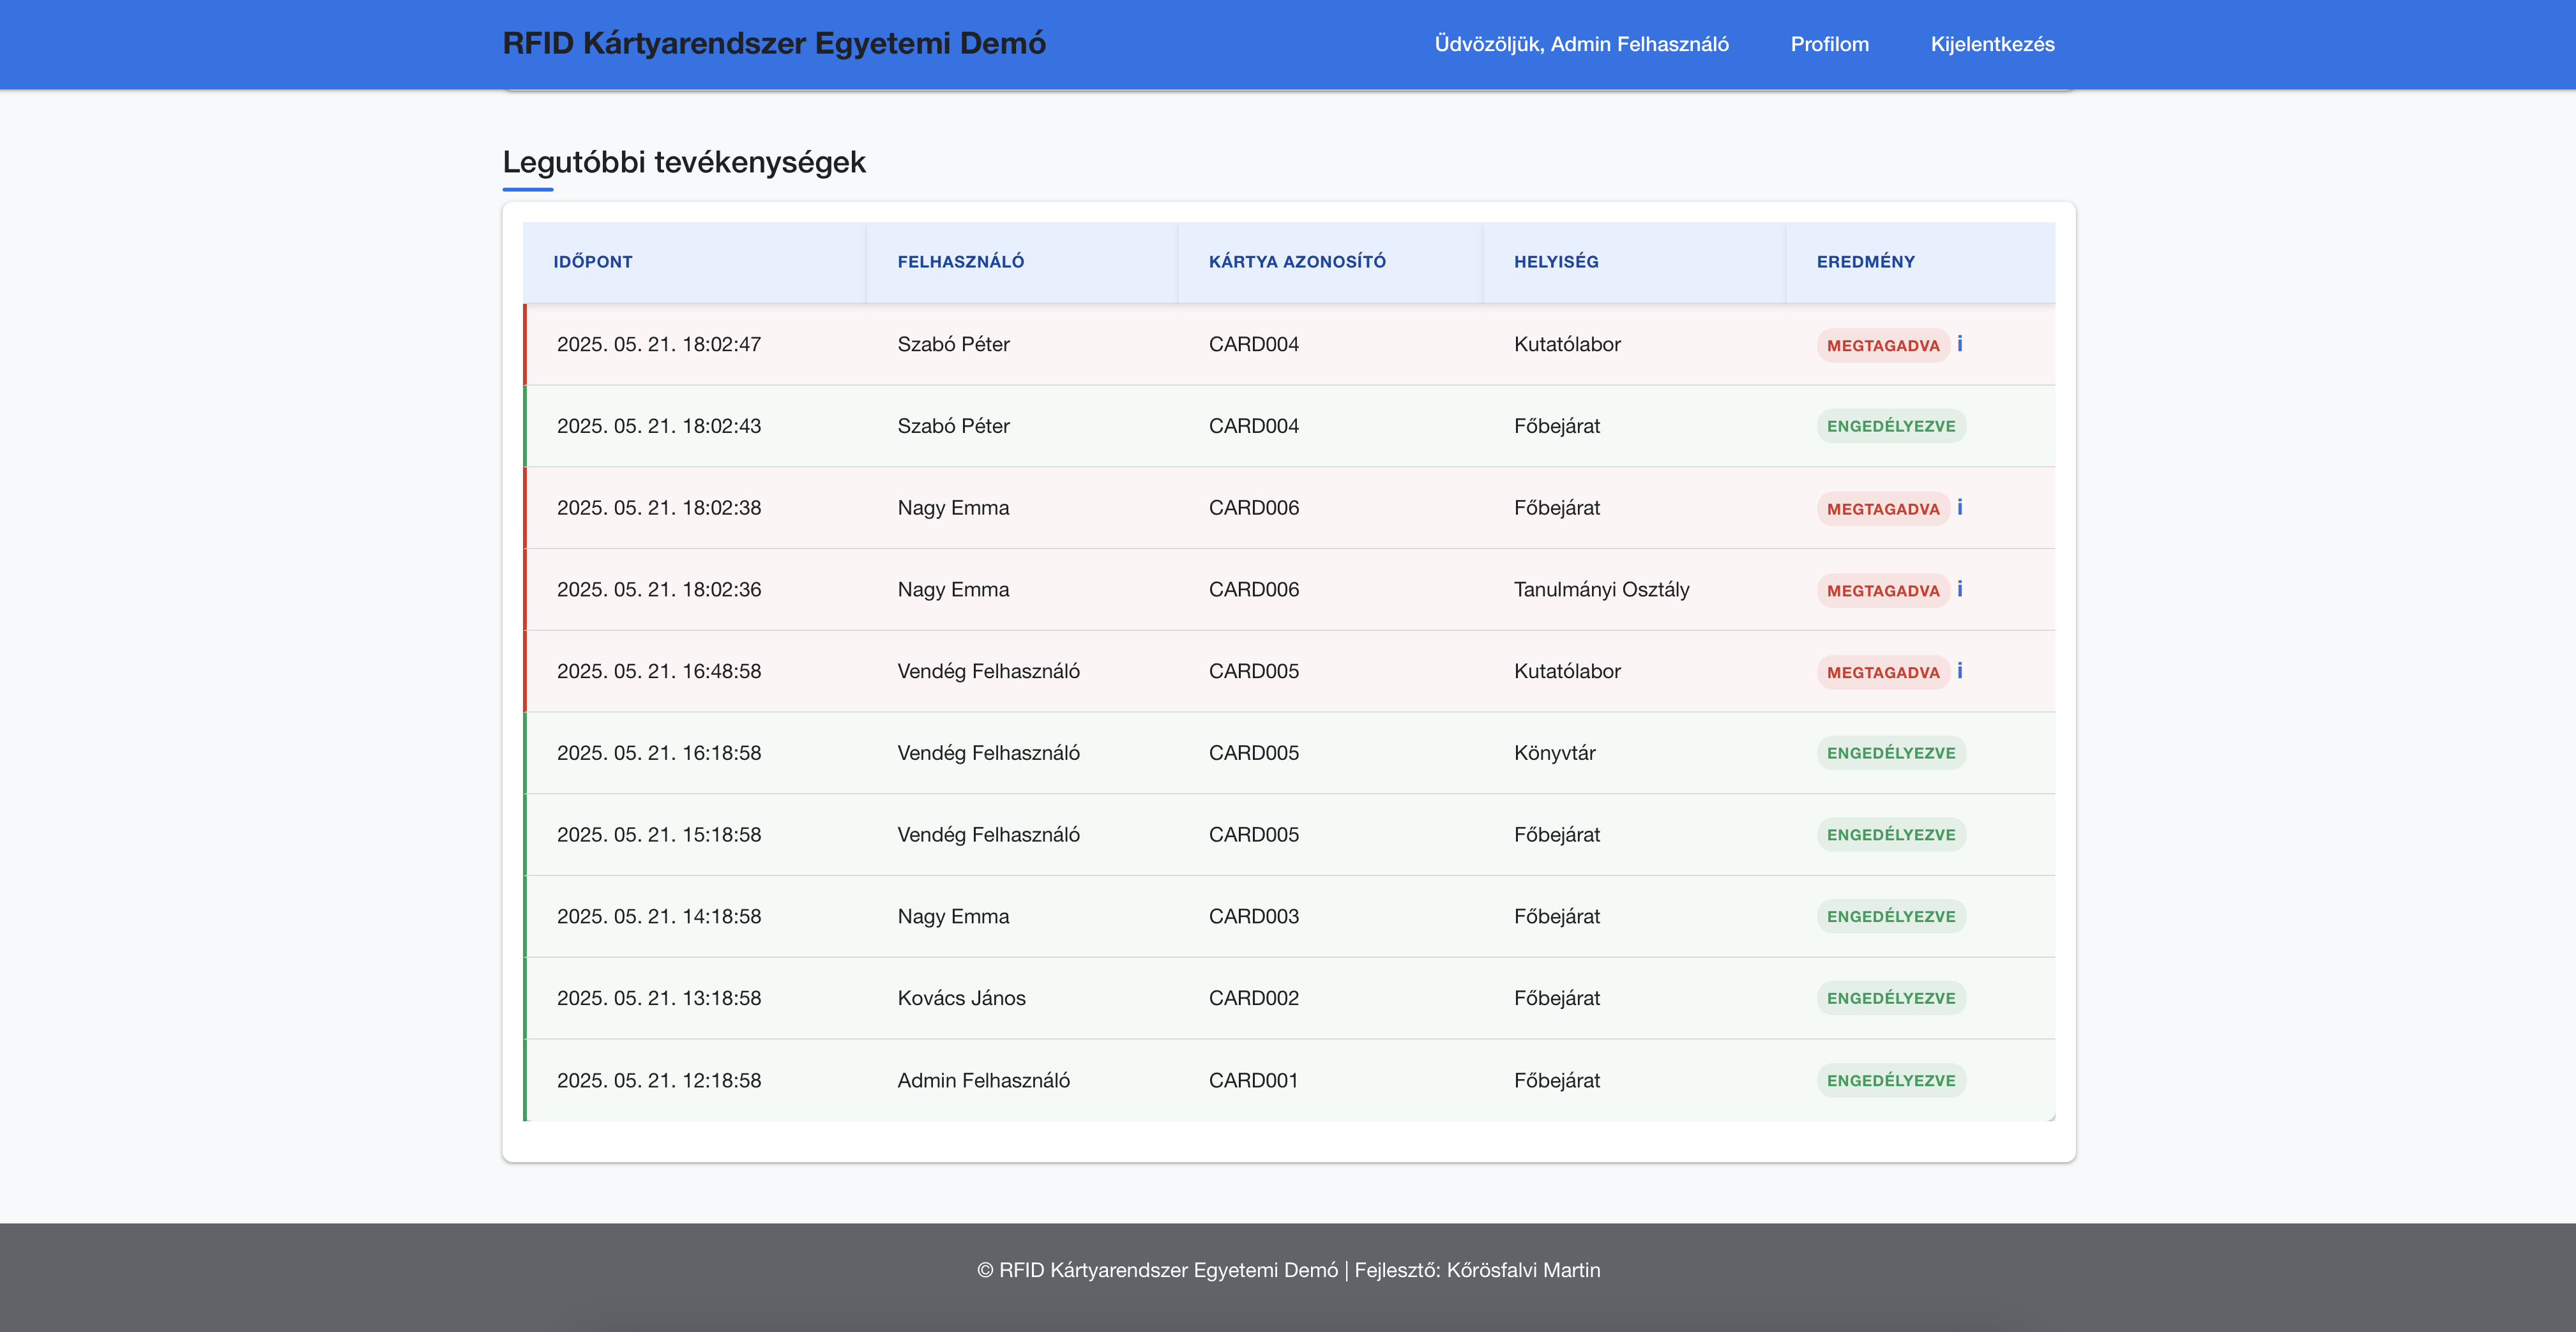 RFID Kártyarendszer Egyetemi Demó Üdvözöljük, Admin Felhasználó Profilom Kijelentkezés
Legutóbbi tevékenységek
IDŐPONT FELHASZNÁLÓ KÁRTYA AZONOSÍTÓ HELYISÉG EREDMÉNY
2025. 05. 21. 18:02:47 Szabó Péter CARD004 Kutatólabor MEGTAGADVA i
2025. 05. 21. 18:02:43 Szabó Péter CARD004 Főbejárat ENGEDÉLYEZVE
2025. 05. 21. 18:02:38 Nagy Emma CARD006 Főbejárat MEGTAGADVA i
2025. 05. 21. 18:02:36 Nagy Emma CARD006 Tanulmányi Osztály MEGTAGADVA i
2025. 05. 21. 16:48:58 Vendég Felhasználó CARD005 Kutatólabor MEGTAGADVA i
2025. 05. 21. 16:18:58 Vendég Felhasználó CARD005 Könyvtár ENGEDÉLYEZVE
2025. 05. 21. 15:18:58 Vendég Felhasználó CARD005 Főbejárat ENGEDÉLYEZVE
2025. 05. 21. 14:18:58 Nagy Emma CARD003 Főbejárat ENGEDÉLYEZVE
2025. 05. 21. 13:18:58 Kovács János CARD002 Főbejárat ENGEDÉLYEZVE
2025. 05. 21. 12:18:58 Admin Felhasználó CARD001 Főbejárat ENGEDÉLYEZVE
© RFID Kártyarendszer Egyetemi Demó | Fejlesztő: Kőrösfalvi Martin